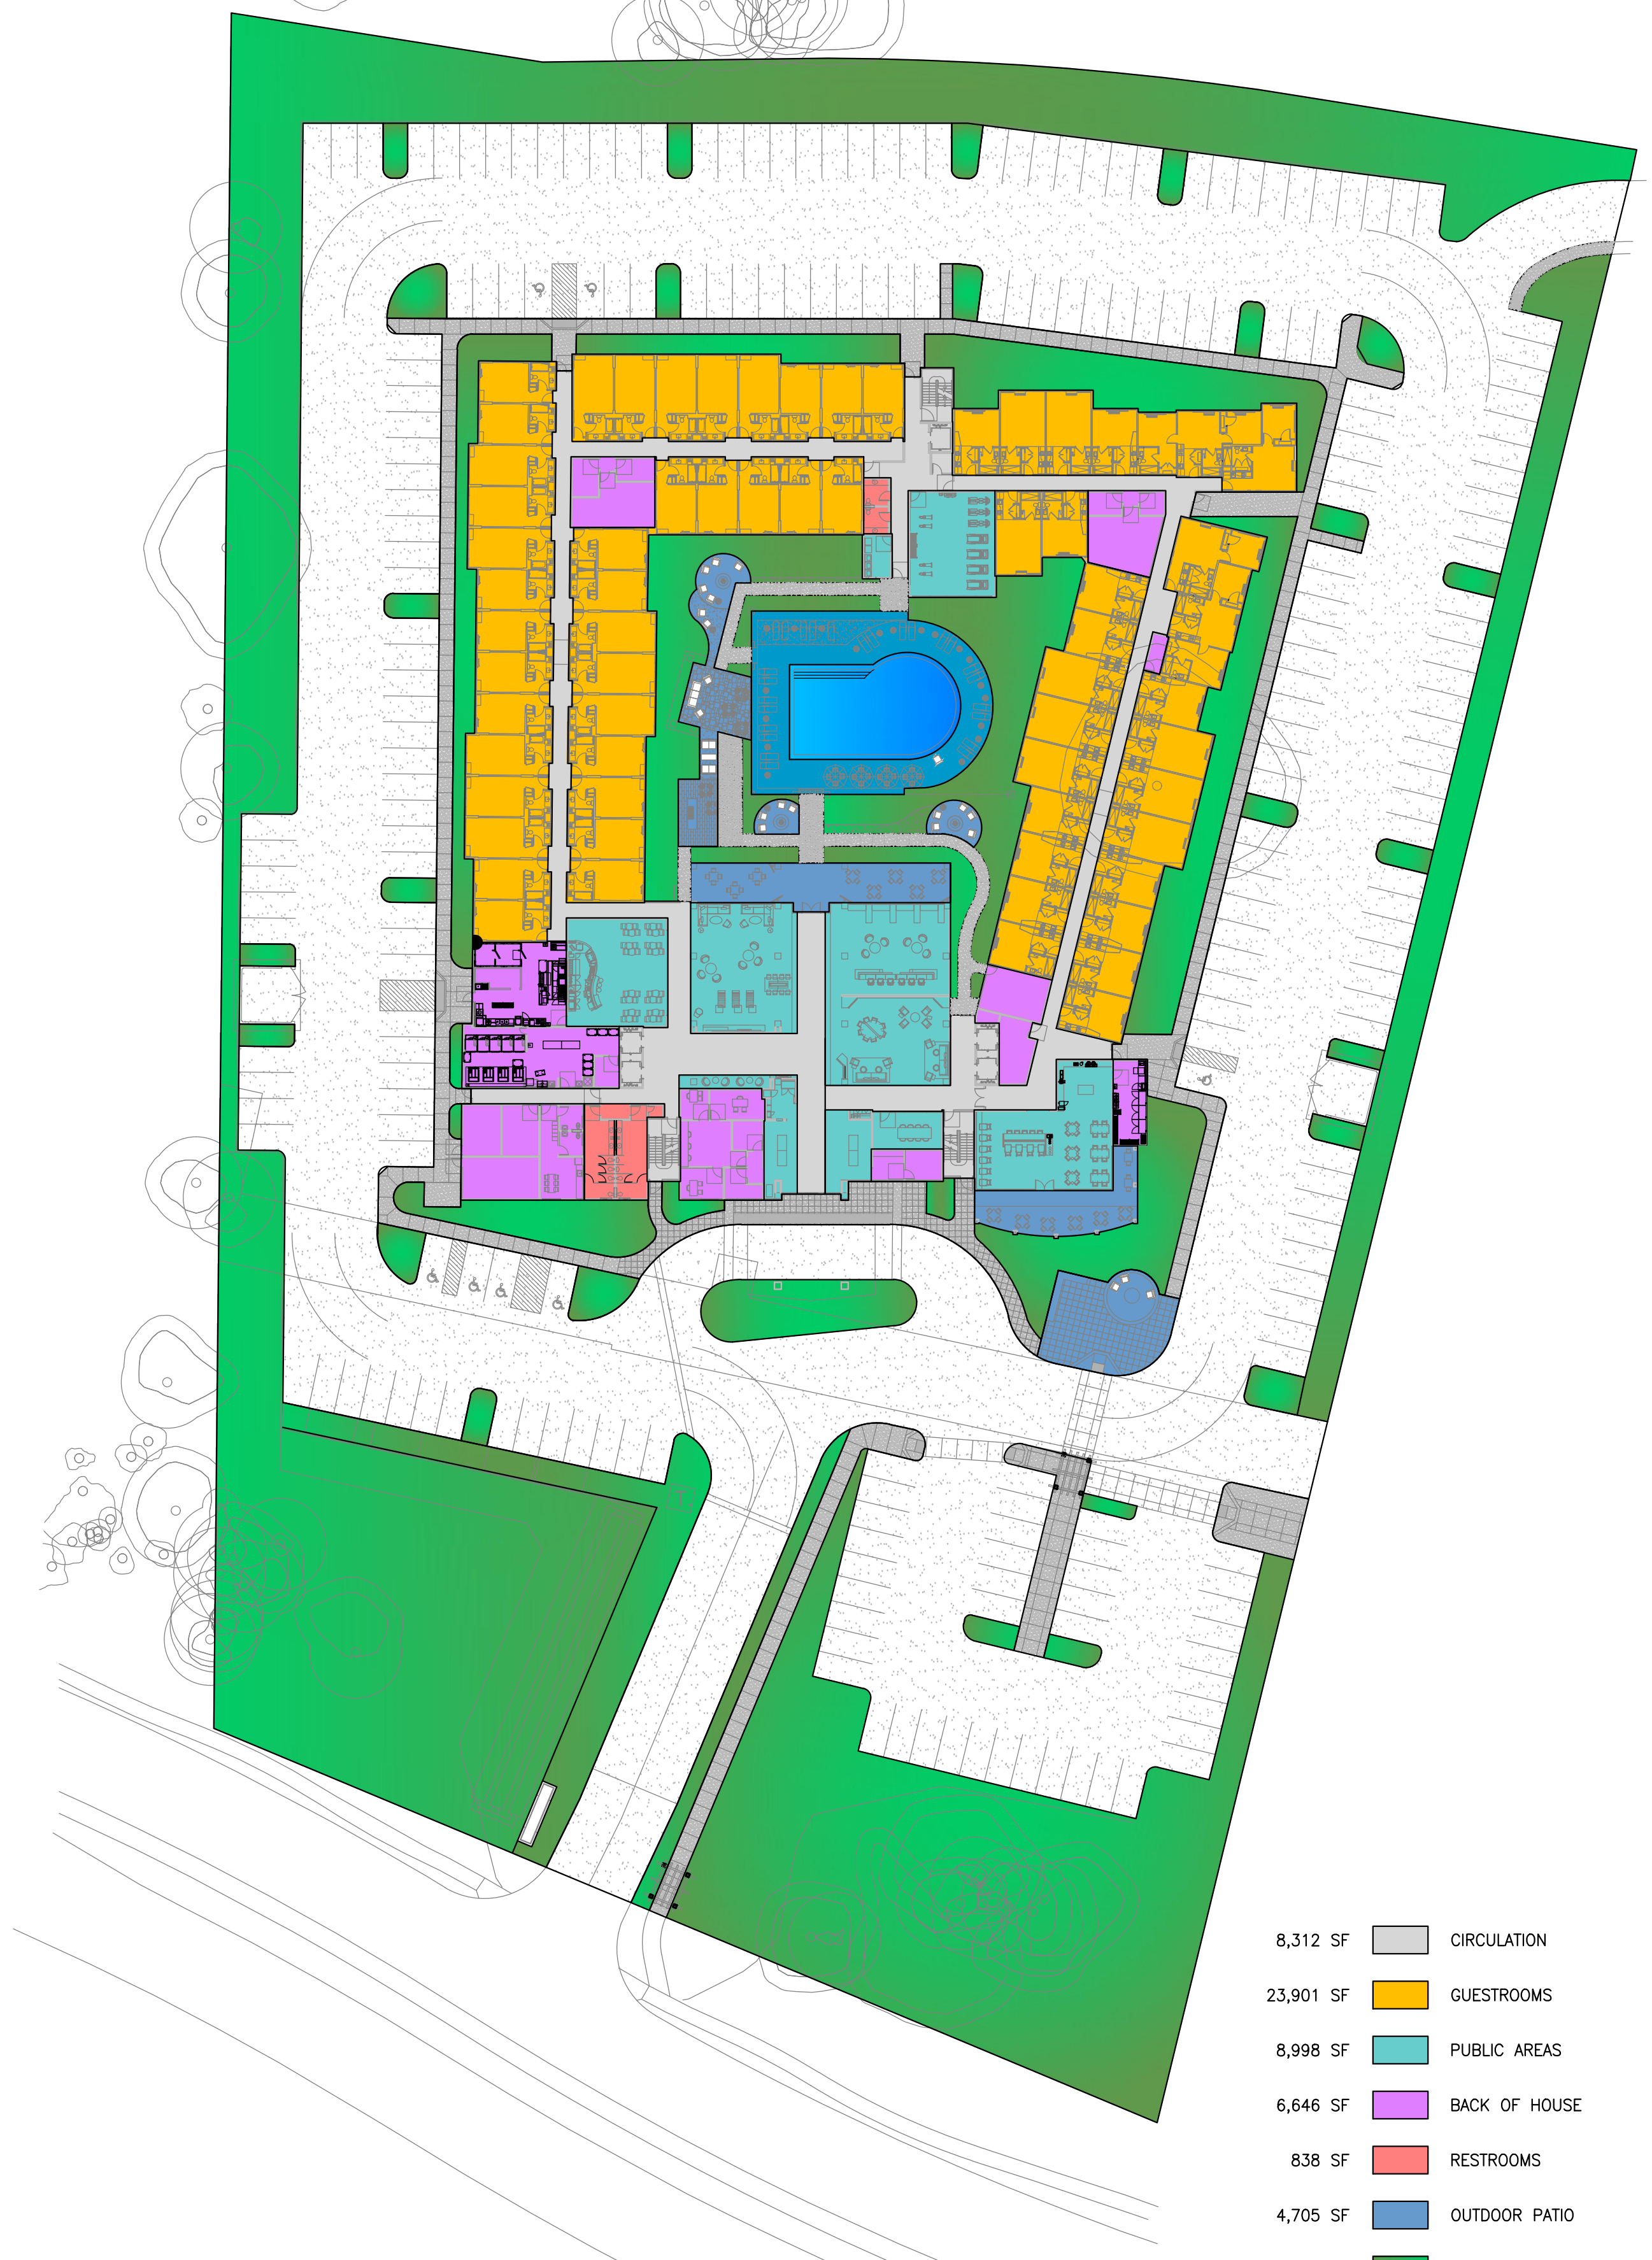 8,312 SF CIRCULATION
23,901 SF GUESTROOMS
8,998 SF PUBLIC AREAS
6,646 SF BACK OF HOUSE
838 SF RESTROOMS
4,705 SF OUTDOOR PATIO